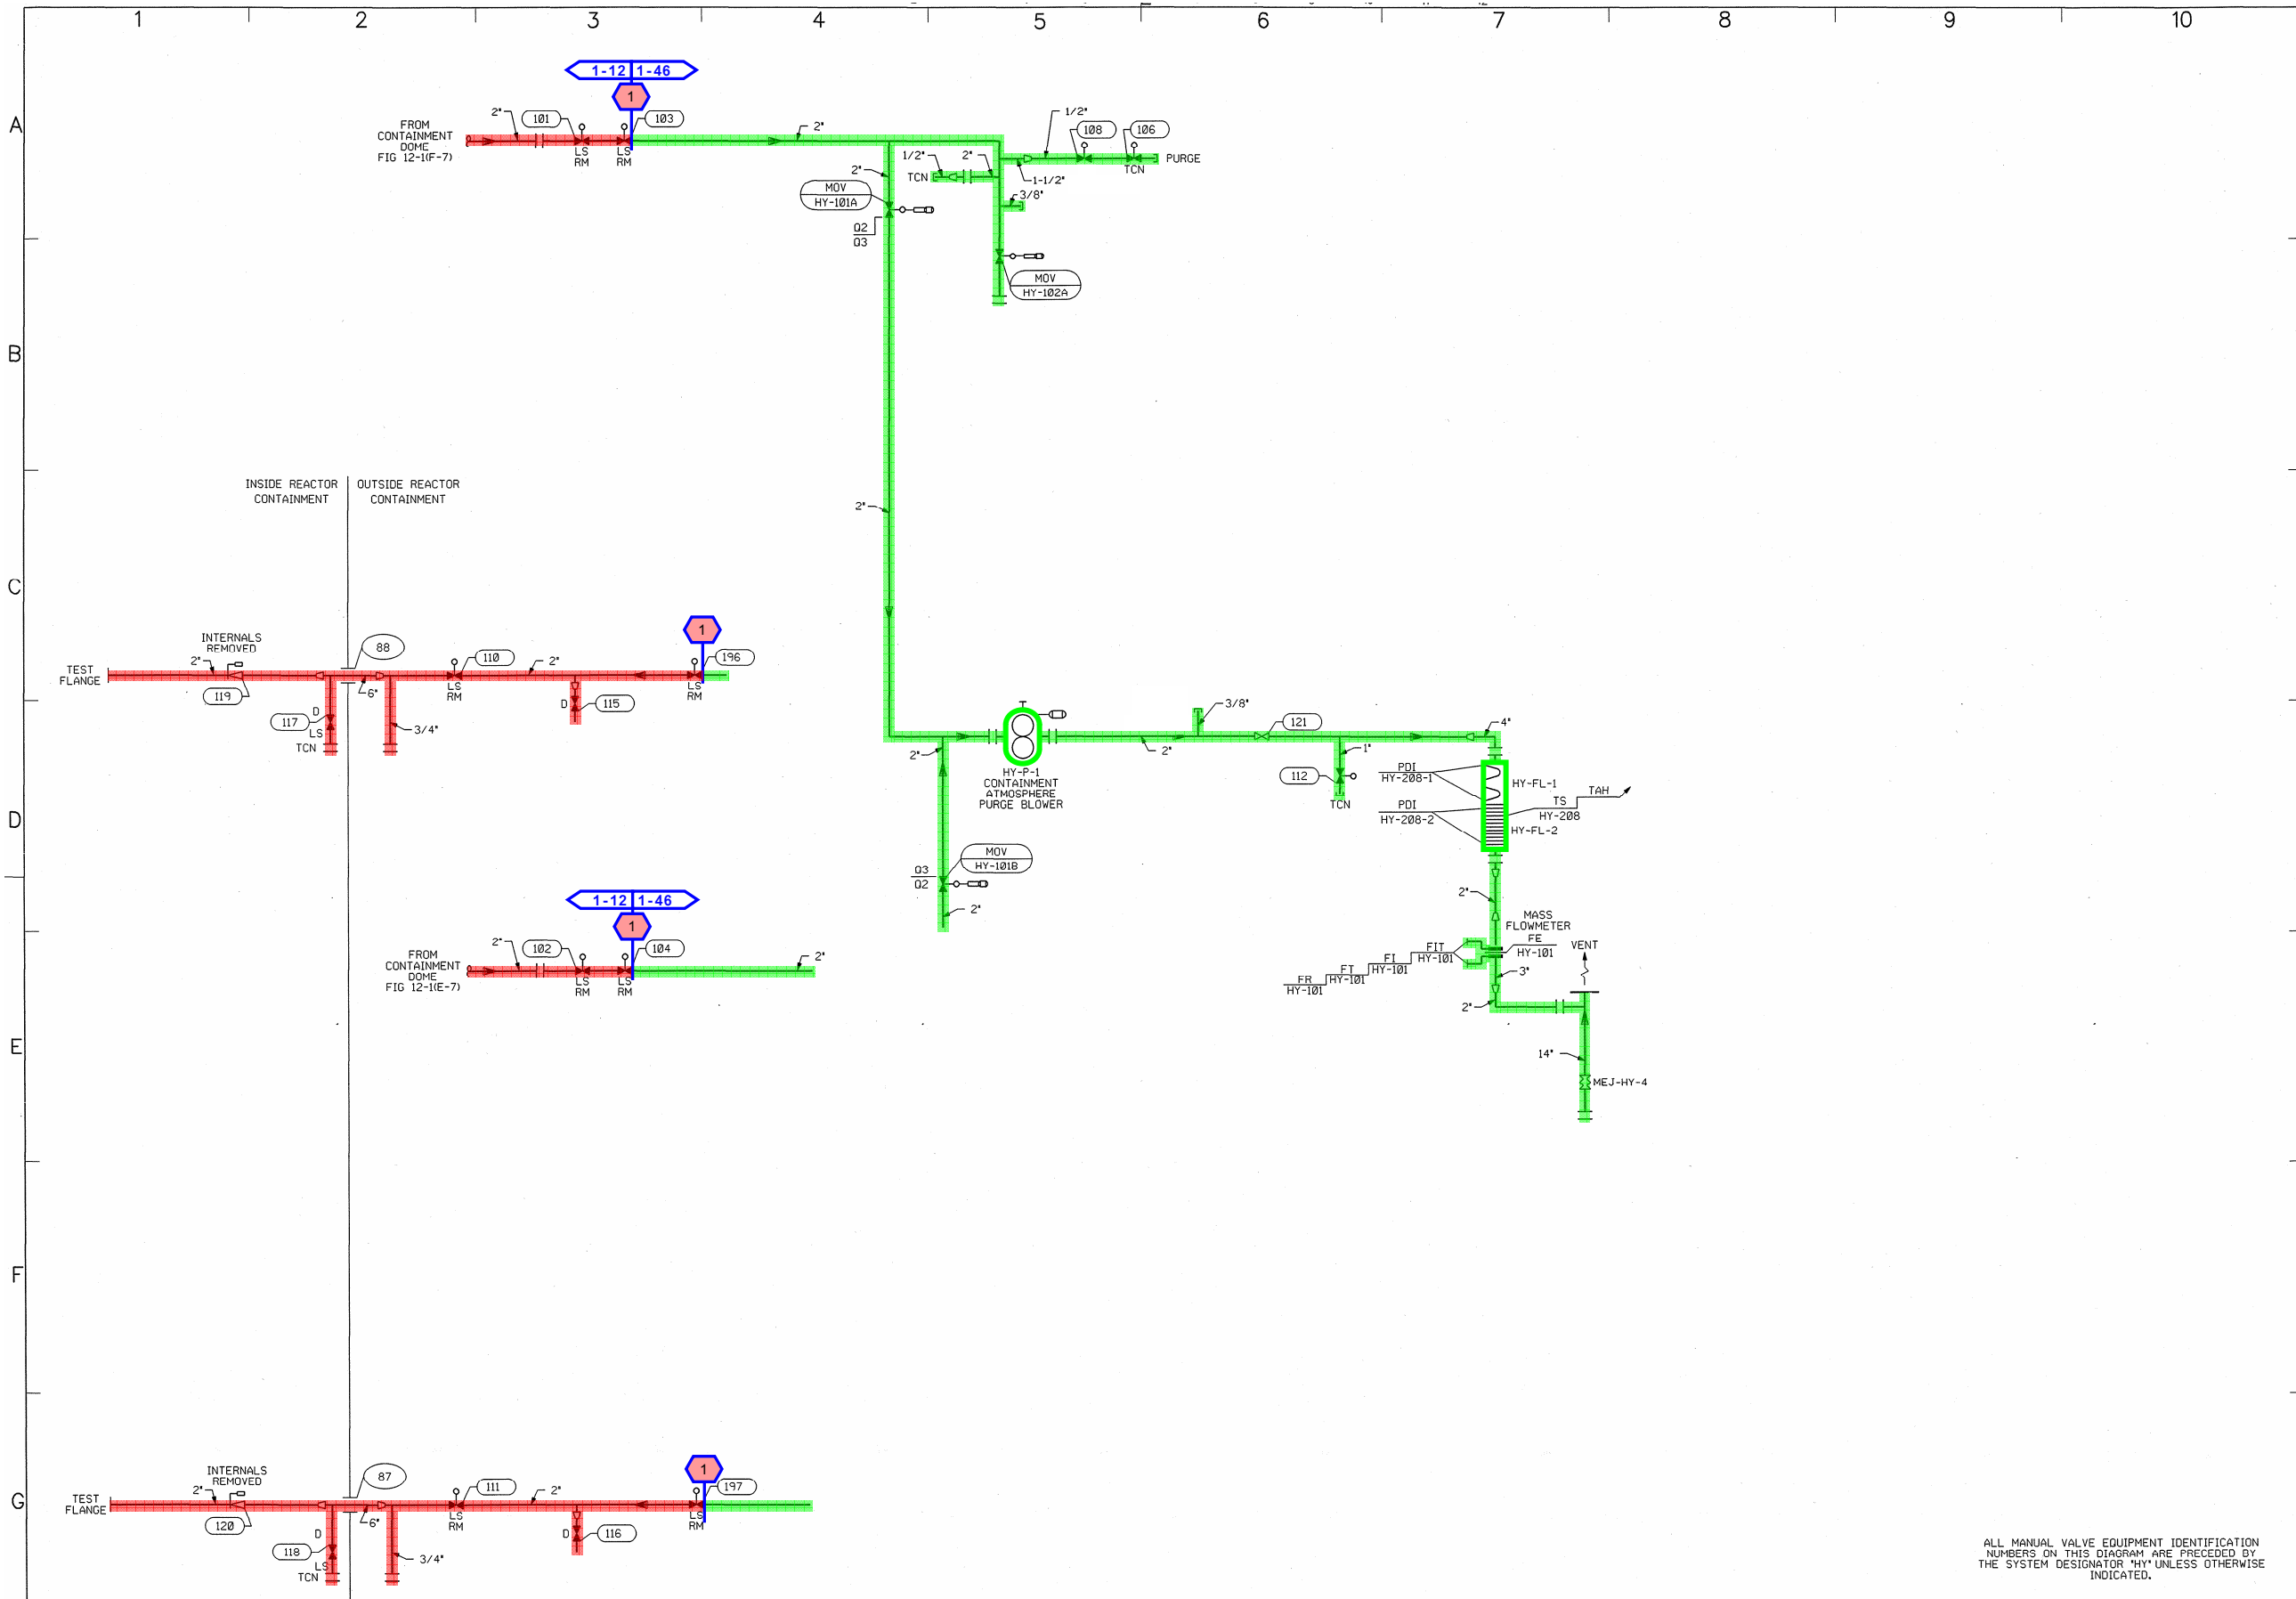 1 2 3 4 5 6 7 8 9 10
A
B
C
D
E
F
G
1-12 1-46
1
2"
101
103
FROM
CONTAINMENT
DOME
FIG 12-1(F-7)
LS
RM
LS
RM
2"
2"
MOV
HY-101A
Q2
Q3
1/2"
2"
TCN
1/2"
108
106
PURGE
TCN
1-1/2"
3/8"
MOV
HY-102A
2"
INSIDE REACTOR
CONTAINMENT
OUTSIDE REACTOR
CONTAINMENT
INTERNALS
REMOVED
2"
TEST
FLANGE
119
88
6"
110
LS
RM
2"
1
196
LS
RM
D
117
LS
TCN
3/4"
D
115
2"
HY-P-1
CONTAINMENT
ATMOSPHERE
PURGE BLOWER
3/8"
121
2"
4"
1"
112
TCN
PDI
HY-208-1
PDI
HY-208-2
HY-FL-1
HY-FL-2
TS
HY-208
TAH
Q3
Q2
MOV
HY-101B
2"
2"
MASS
FLOWMETER
FE
HY-101
VENT
FIT
HY-101
FI
HY-101
FT
HY-101
FR
HY-101
3"
2"
14"
MEJ-HY-4
1-12 1-46
1
2"
102
104
FROM
CONTAINMENT
DOME
FIG 12-1(E-7)
LS
RM
LS
RM
2"
INTERNALS
REMOVED
2"
TEST
FLANGE
120
87
6"
111
LS
RM
2"
1
197
LS
RM
D
118
LS
TCN
3/4"
D
116
ALL MANUAL VALVE EQUIPMENT IDENTIFICATION
NUMBERS ON THIS DIAGRAM ARE PRECEDED BY
THE SYSTEM DESIGNATOR "HY" UNLESS OTHERWISE
INDICATED.